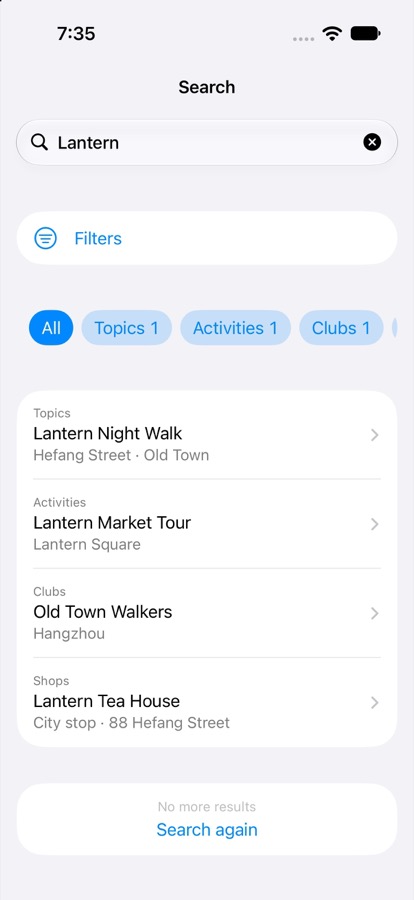 7:35
Search
Lantern
Filters
All
Topics 1
Activities 1
Clubs 1
Topics
Lantern Night Walk
Hefang Street · Old Town
Activities
Lantern Market Tour
Lantern Square
Clubs
Old Town Walkers
Hangzhou
Shops
Lantern Tea House
City stop · 88 Hefang Street
No more results
Search again